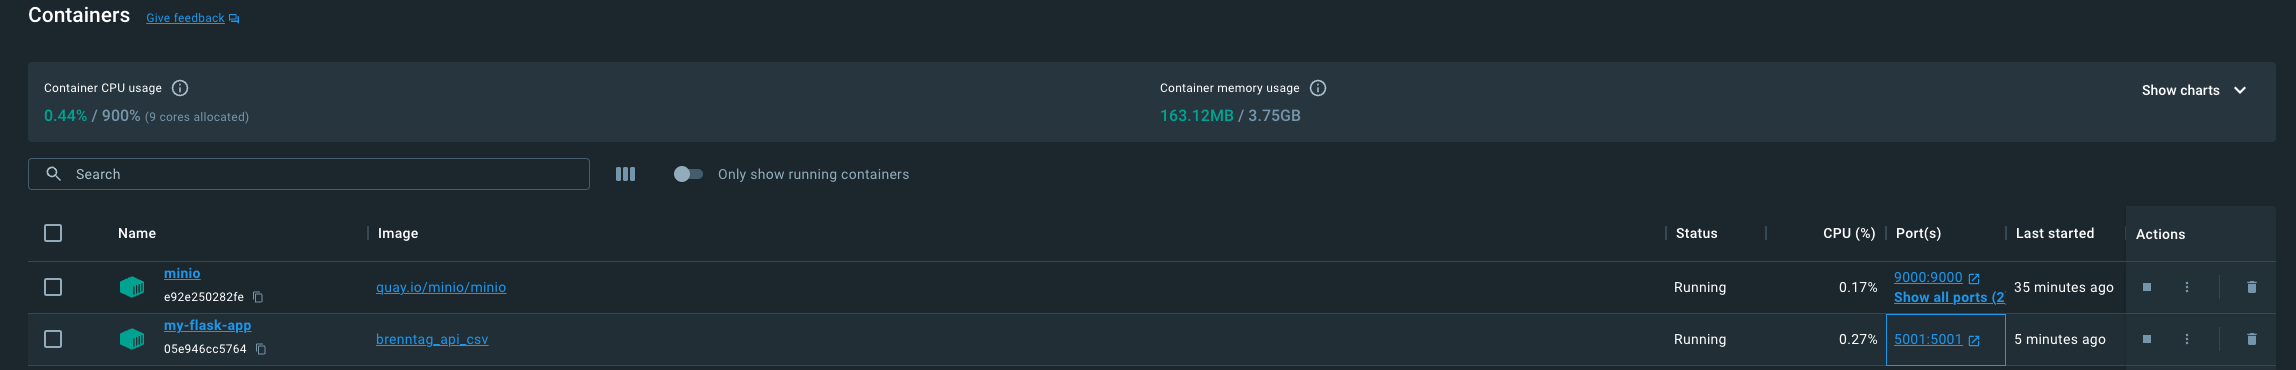 Containers Give feedback
Container CPU usage
0.44% / 900% (9 cores allocated)
Container memory usage
163.12MB / 3.75GB
Show charts
Search
Only show running containers
Name Image Status CPU (%) Port(s) Last started Actions
minio
e92e250282fe
quay.io/minio/minio Running 0.17%
9000:9000
Show all ports (2
35 minutes ago
my-flask-app
05e946cc5764
brenntag_api_csv Running 0.27% 5001:5001 5 minutes ago